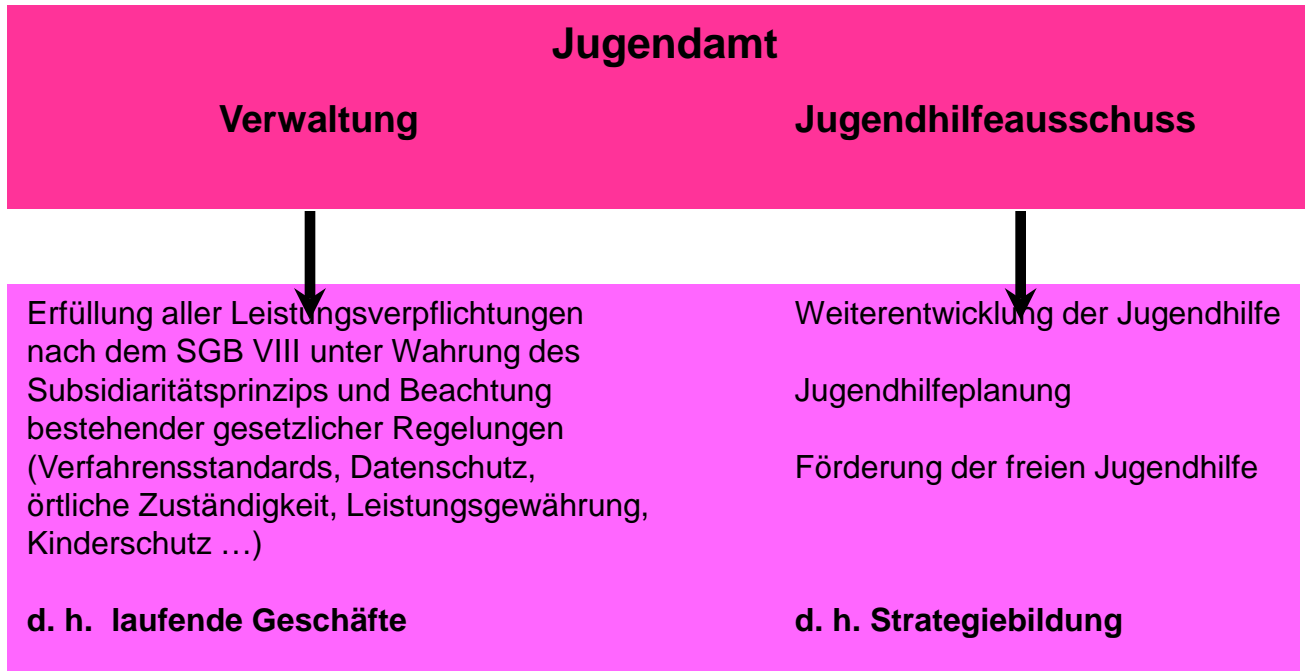 Jugendamt
Verwaltung
Jugendhilfeausschuss
Erfüllung aller Leistungsverpflichtungen
nach dem SGB VIII unter Wahrung des
Subsidiaritätsprinzips und Beachtung
bestehender gesetzlicher Regelungen
(Verfahrensstandards, Datenschutz,
örtliche Zuständigkeit, Leistungsgewährung,
Kinderschutz …)
d. h.  laufende Geschäfte
Weiterentwicklung der Jugendhilfe
Jugendhilfeplanung
Förderung der freien Jugendhilfe
d. h. Strategiebildung